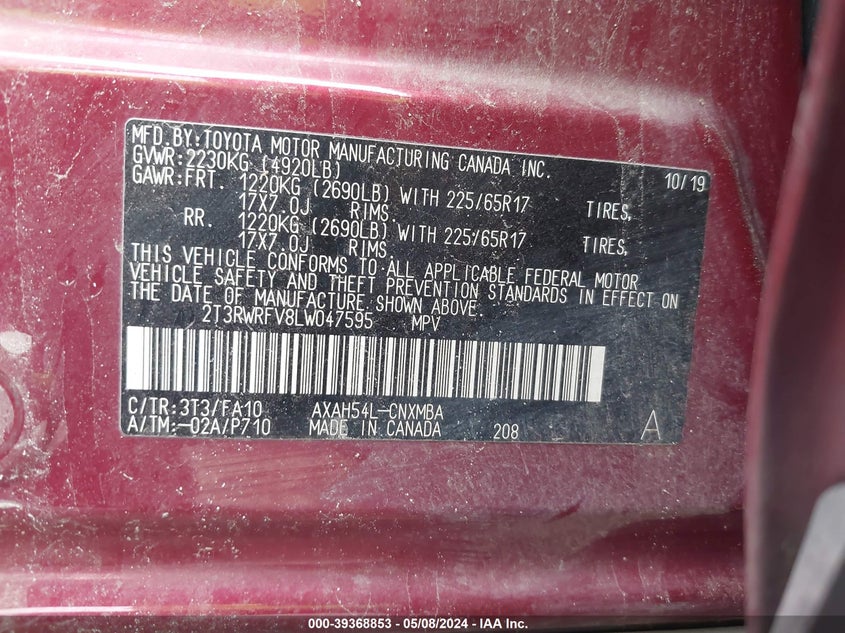 MFD.BY:TOYOTA MOTOR MANUFACTURING CANADA INC.
GVWR:2230KG (4920LB) 10/19
GAWR:FRT. 1220KG (2690LB) WITH 225/65R17 TIRES,
17X7.0J RIMS.
RR. 1220KG (2690LB) WITH 225/65R17 TIRES,
17X7.0J RIMS.
THIS VEHICLE CONFORMS TO ALL APPLICABLE FEDERAL MOTOR
VEHICLE SAFETY AND THEFT PREVENTION STANDARDS IN EFFECT ON
THE DATE OF MANUFACTURE SHOWN ABOVE.
2T3RWRFV8LW047595 MPV
C/TR:3T3/FA10 AXAH54L-CNXMBA
A/TM:-02A/P710 MADE IN CANADA 208 A
000-39368853 - 05/08/2024 - IAA Inc.